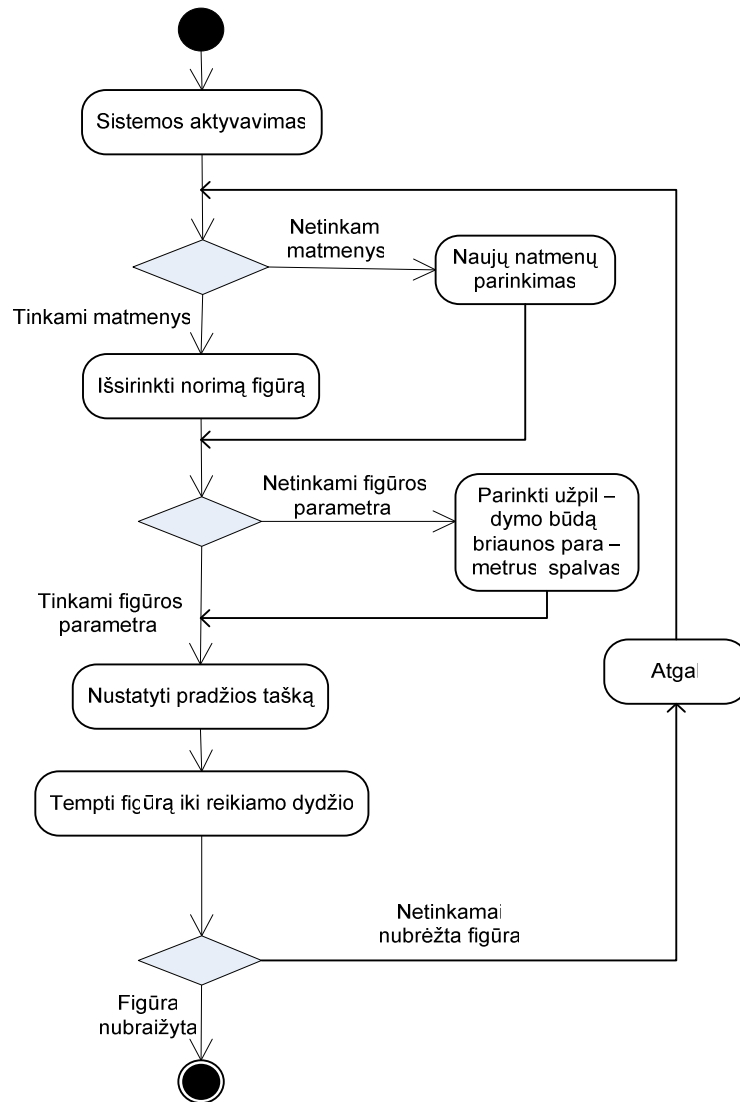 Sistemos aktyvavimas
Netinkam
matmenys
Naujų natmenų
parinkimas
Tinkami matmenys
Išsirinkti norimą figūrą
Netinkami figūros
parametra
Parinkti užpil –
dymo būdą
briaunos para –
metrus spalvas
Tinkami figūros
parametra
Atgal
Nustatyti pradžios tašką
Tempti figūrą iki reikiamo dydžio
Netinkamai
nubrėžta figūra
Figūra
nubraižyta